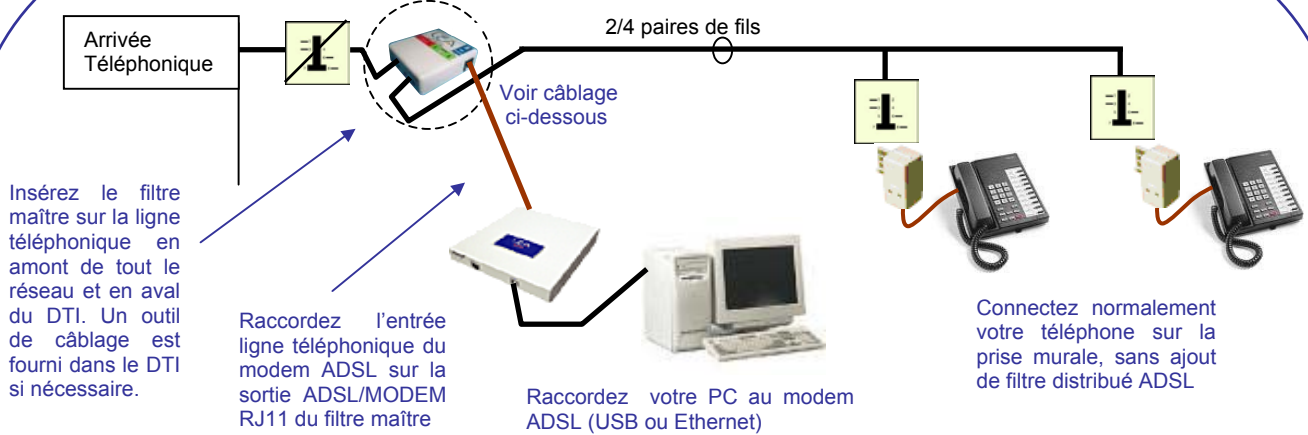 Arrivée
Téléphonique
2/4 paires de fils
Voir câblage
ci-dessous
Insérez le filtre
maître sur la ligne
téléphonique en
amont de tout le
réseau et en aval
du DTI. Un outil
de câblage est
fourni dans le DTI
si nécessaire.
Raccordez l’entrée
ligne téléphonique du
modem ADSL sur la
sortie ADSL/MODEM
RJ11 du filtre maître
Raccordez votre PC au modem
ADSL (USB ou Ethernet)
Connectez normalement
votre téléphone sur la
prise murale, sans ajout
de filtre distribué ADSL